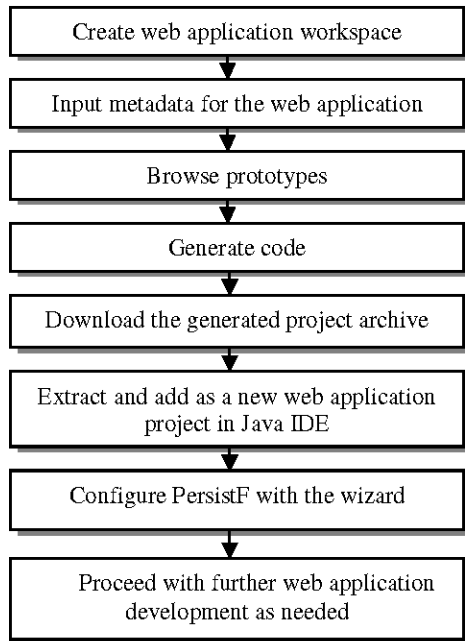 Create web application workspace
Input metadata for the web application
Browse prototypes
Generate code
Download the generated project archive
Extract and add as a new web application
project in Java IDE
Configure PersistF with the wizard
Proceed with further web application
development as needed